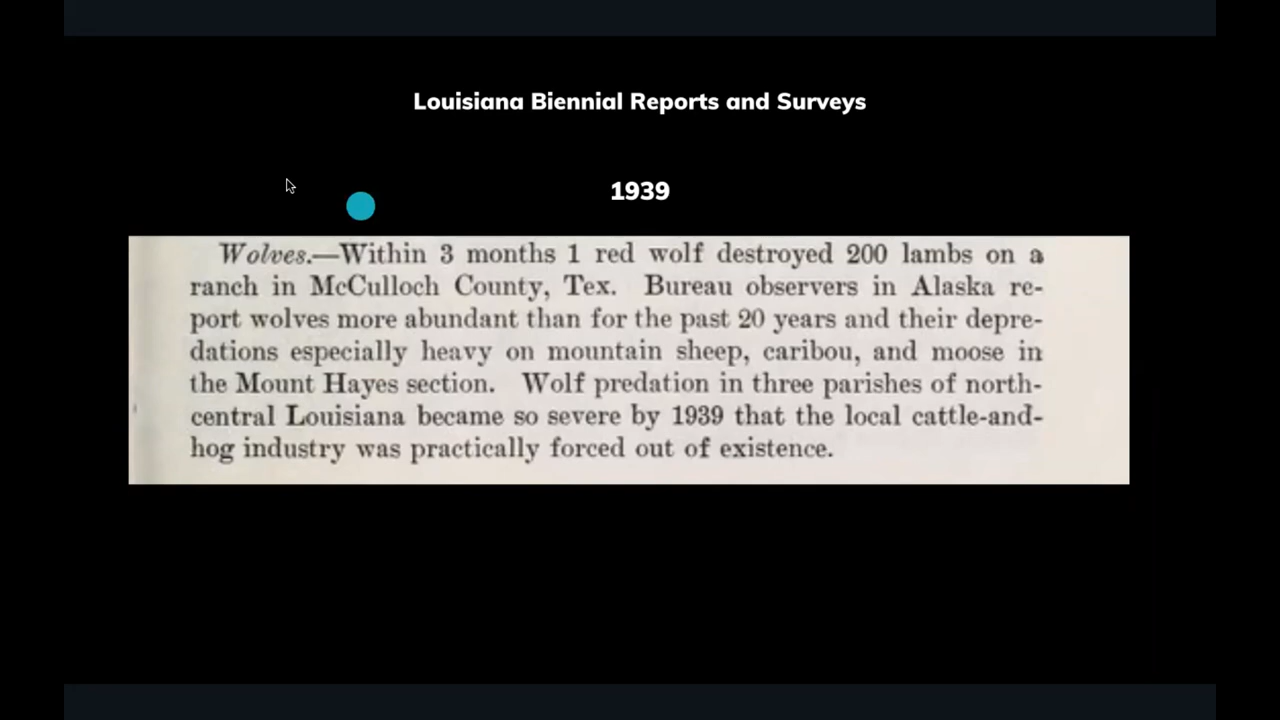 Louisiana Biennial Reports and Surveys
1939
Wolves.—Within 3 months 1 red wolf destroyed 200 lambs on a
ranch in McCulloch County, Tex. Bureau observers in Alaska re-
port wolves more abundant than for the past 20 years and their depre-
dations especially heavy on mountain sheep, caribou, and moose in
the Mount Hayes section. Wolf predation in three parishes of north-
central Louisiana became so severe by 1939 that the local cattle-and-
hog industry was practically forced out of existence.